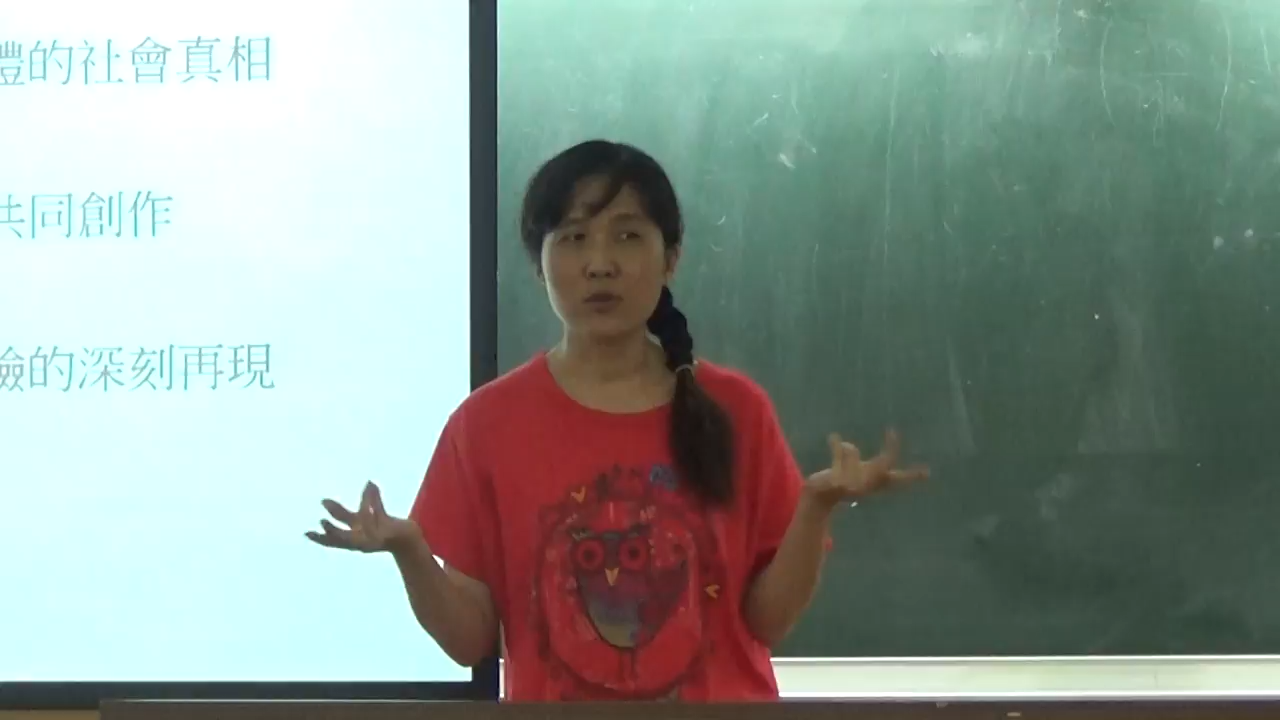 體的社會真相
共同創作
驗的深刻再現